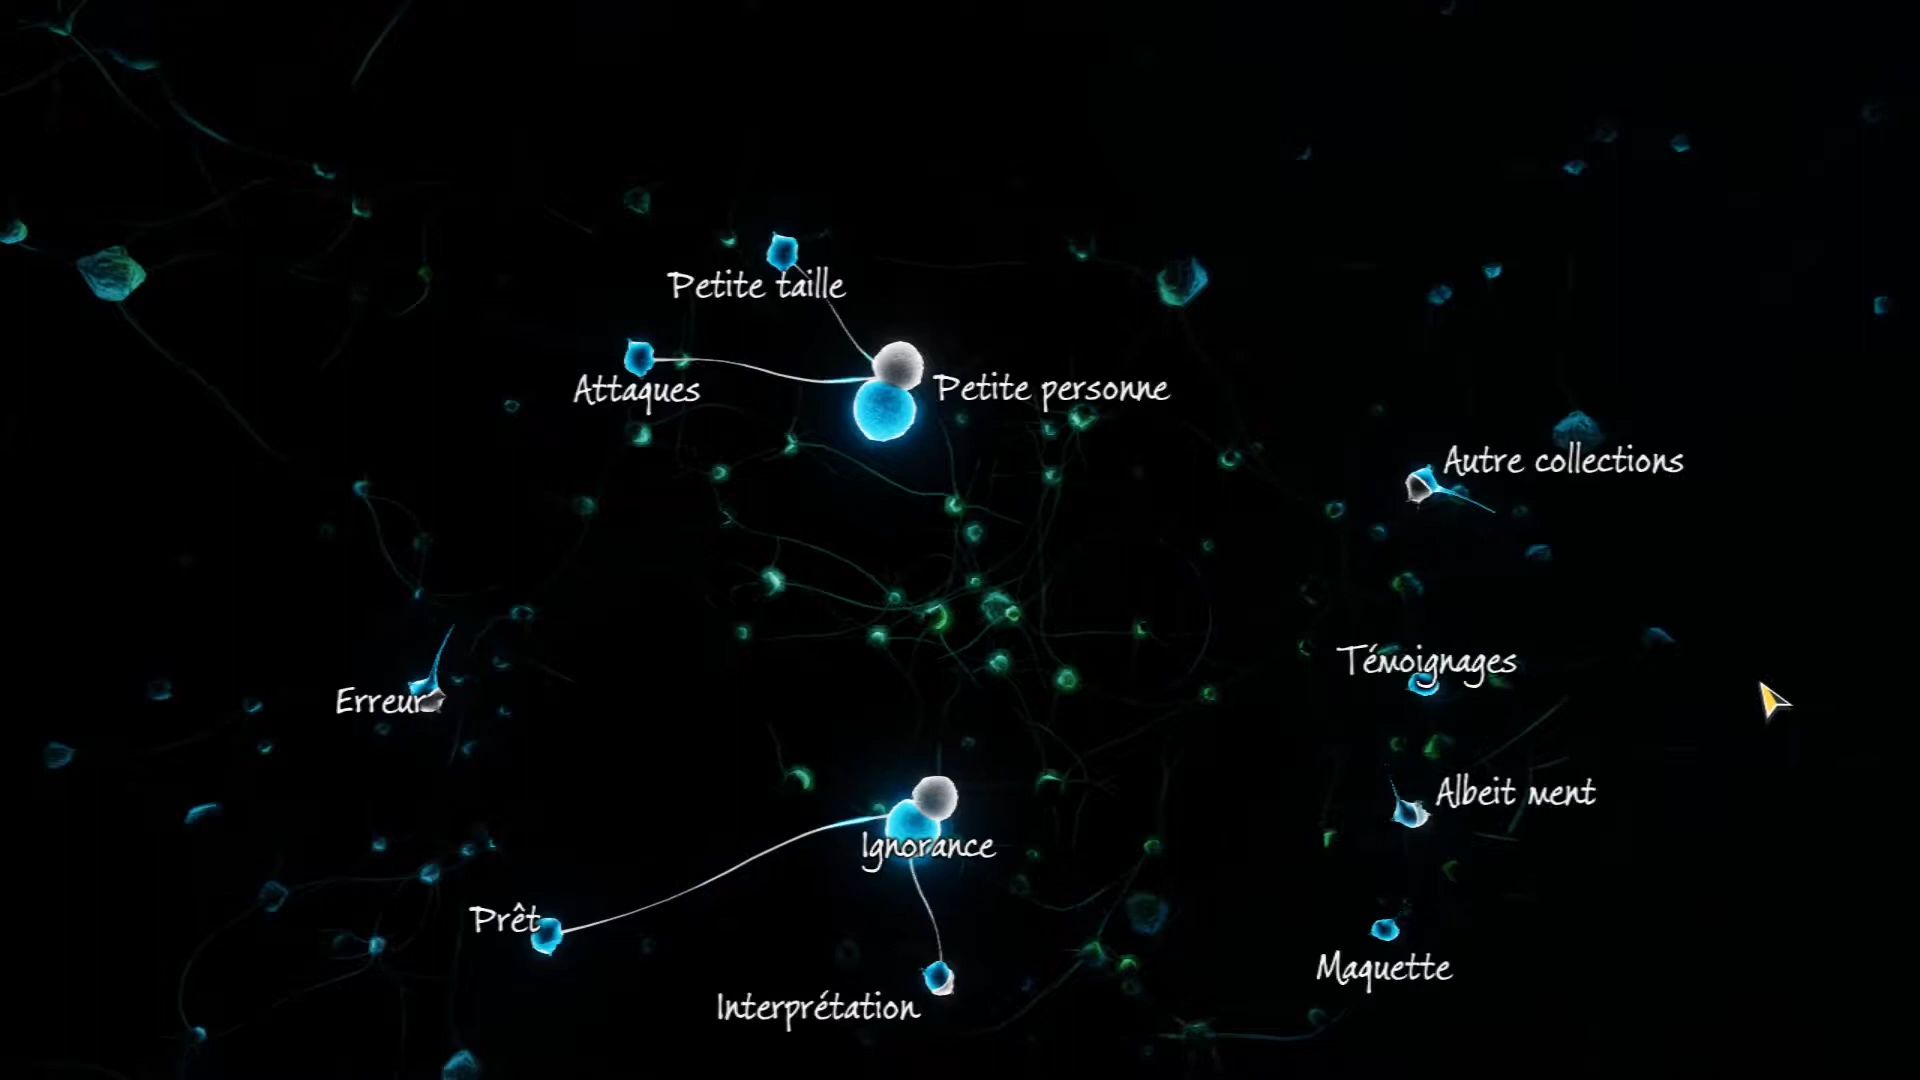 Petite taille
Attaques
Petite personne
Autre collections
Témoignages
Erreur
Albeit ment
Ignorance
Prêt
Maquette
Interprétation